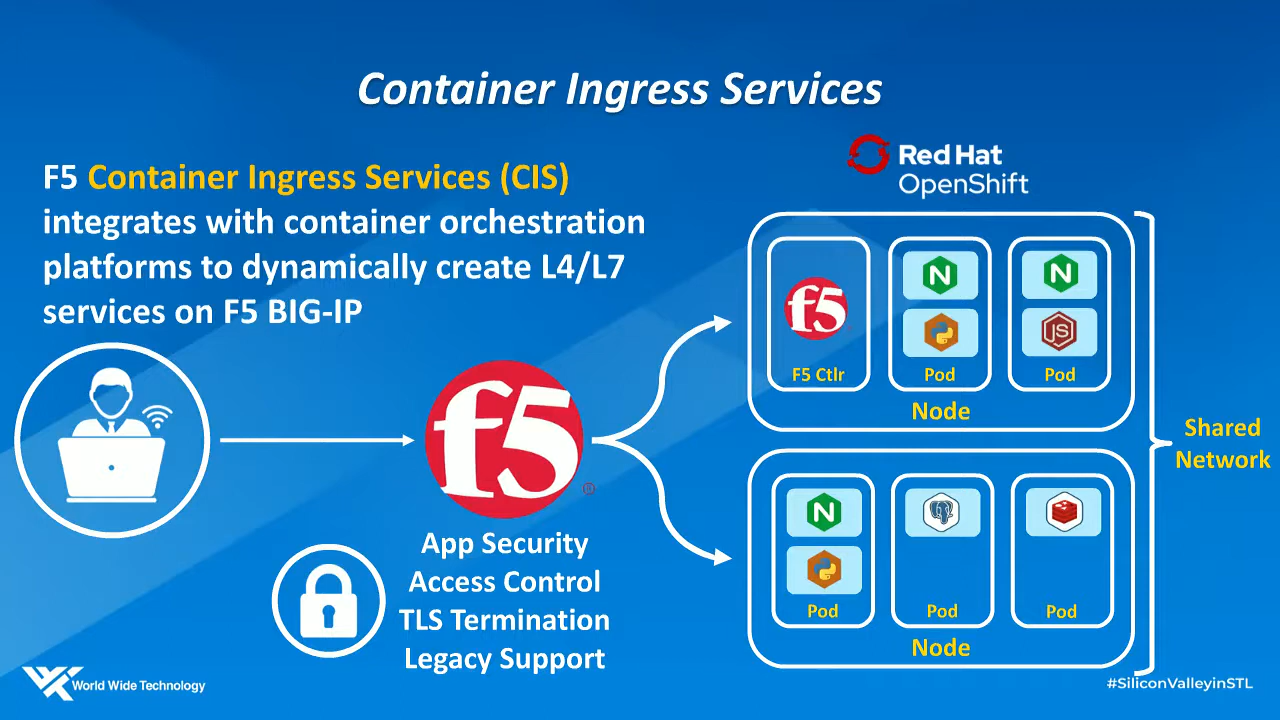 Container Ingress Services
F5 Container Ingress Services (CIS)
integrates with container orchestration
platforms to dynamically create L4/L7
services on F5 BIG-IP
Red Hat
OpenShift
f5
F5 Ctlr
N
Pod
N
JS
Pod
Node
f5
®
App Security
Access Control
TLS Termination
Legacy Support
N
Pod
Pod
Pod
Node
Shared
Network
World Wide Technology
#SiliconValleyinSTL